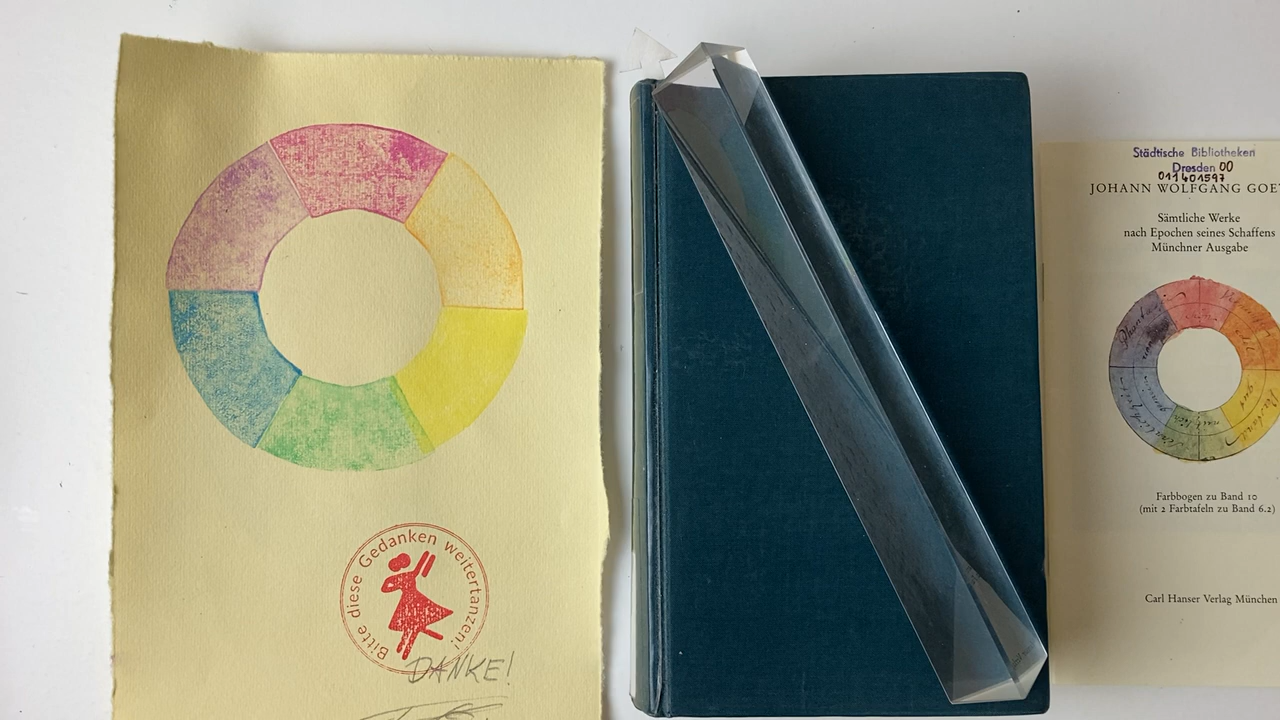 Bitte diese Gedanken weitertanzen!
DANKE!
Städtische Bibliotheken
Dresden 00
011401597
JOHANN WOLFGANG GOE
Sämtliche Werke
nach Epochen seines Schaffens
Münchner Ausgabe
Farbbogen zu Band 10
(mit 2 Farbtafeln zu Band 6.2)
Carl Hanser Verlag München